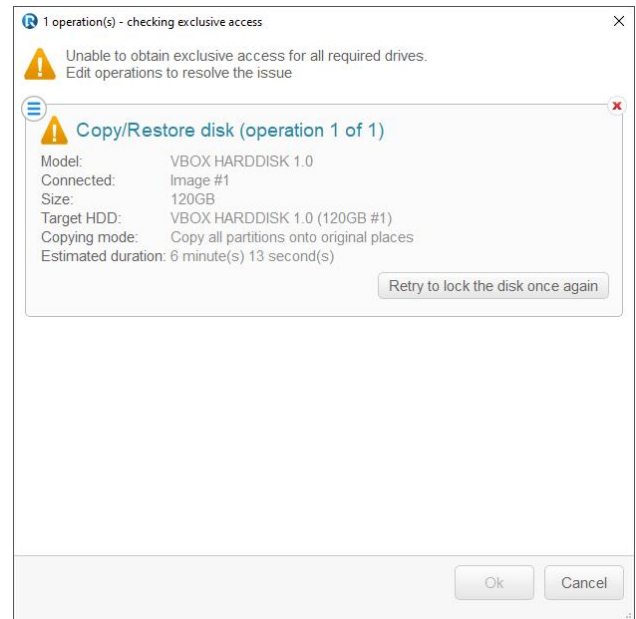 1 operation(s) - checking exclusive access
Unable to obtain exclusive access for all required drives.
Edit operations to resolve the issue
Copy/Restore disk (operation 1 of 1)
Model: VBOX HARDDISK 1.0
Connected: Image #1
Size: 120GB
Target HDD: VBOX HARDDISK 1.0 (120GB #1)
Copying mode: Copy all partitions onto original places
Estimated duration: 6 minute(s) 13 second(s)
Retry to lock the disk once again
Ok Cancel